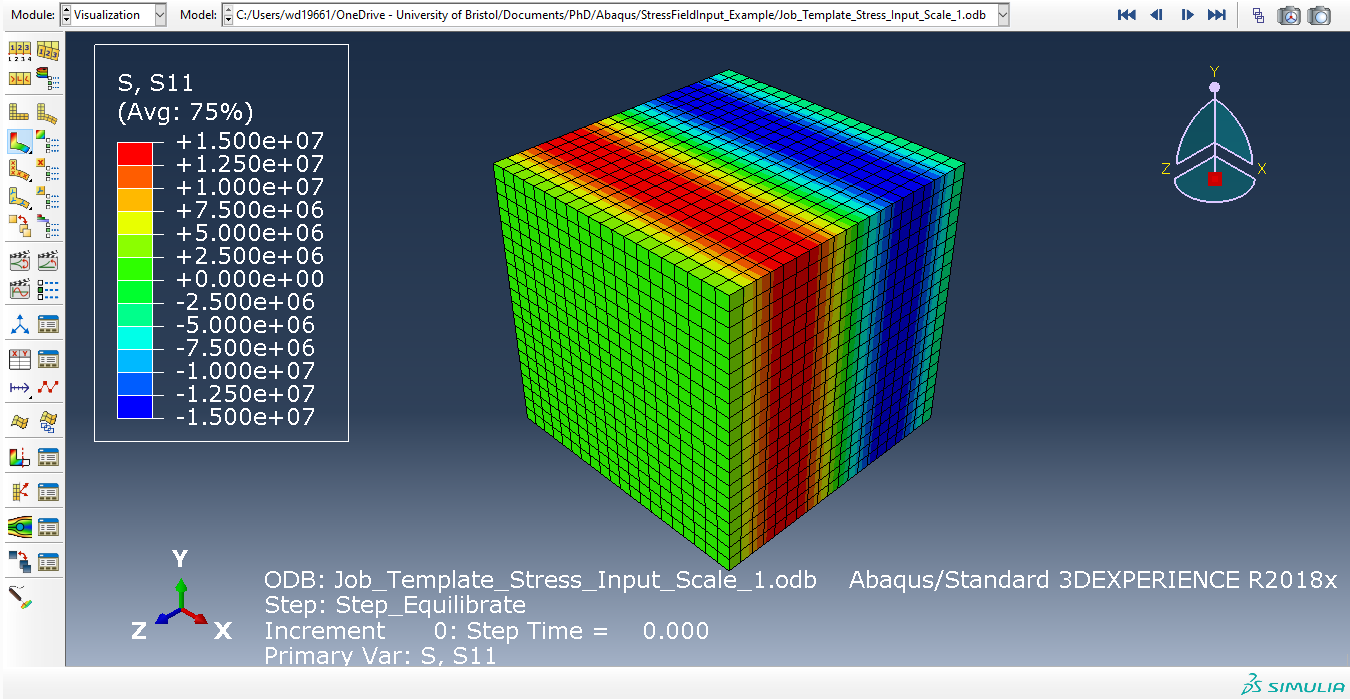 Module: Visualization Model: C:/Users/wd19661/OneDrive - University of Bristol/Documents/PhD/Abaqus/StressFieldInput_Example/Job_Template_Stress_Input_Scale_1.odb
S, S11
(Avg: 75%)
+1.500e+07
+1.250e+07
+1.000e+07
+7.500e+06
+5.000e+06
+2.500e+06
+0.000e+00
-2.500e+06
-5.000e+06
-7.500e+06
-1.000e+07
-1.250e+07
-1.500e+07
Y
Z X
Y
Z X
ODB: Job_Template_Stress_Input_Scale_1.odb Abaqus/Standard 3DEXPERIENCE R2018x
Step: Step_Equilibrate
Increment 0: Step Time = 0.000
Primary Var: S, S11
SIMULIA